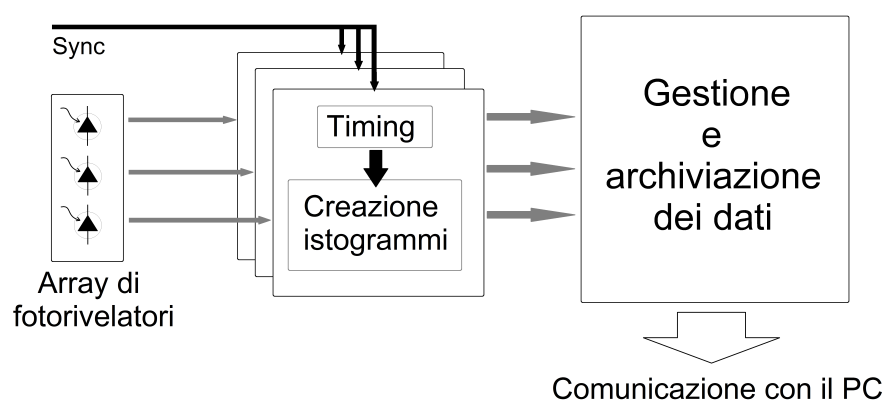 Sync
Timing
Creazione
istogrammi
Array di
fotorivelatori
Gestione
e
archiviazione
dei dati
Comunicazione con il PC